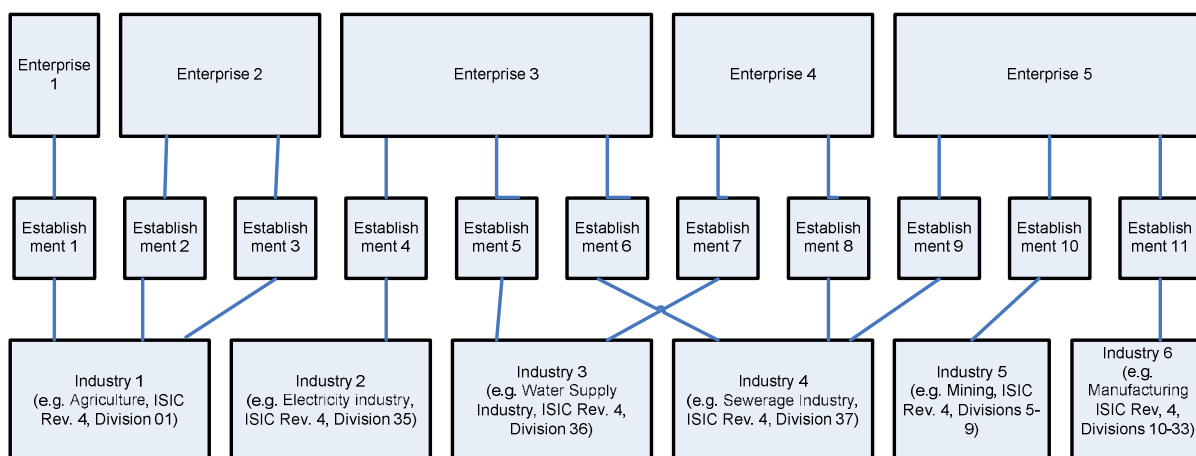 Enterprise
1
Enterprise 2
Enterprise 3
Enterprise 4
Enterprise 5
Establish
ment 1
Establish
ment 2
Establish
ment 3
Establish
ment 4
Establish
ment 5
Establish
ment 6
Establish
ment 7
Establish
ment 8
Establish
ment 9
Establish
ment 10
Establish
ment 11
Industry 1
(e.g. Agriculture, ISIC
Rev. 4, Division 01)
Industry 2
(e.g. Electricity industry,
ISIC Rev. 4, Division 35)
Industry 3
(e.g. Water Supply
Industry, ISIC Rev. 4,
Division 36)
Industry 4
(e.g. Sewerage Industry,
ISIC Rev. 4, Division 37)
Industry 5
(e.g. Mining, ISIC
Rev. 4, Divisions 5-
9)
Industry 6
(e.g.
Manufacturing
ISIC Rev, 4,
Divisions 10-33)